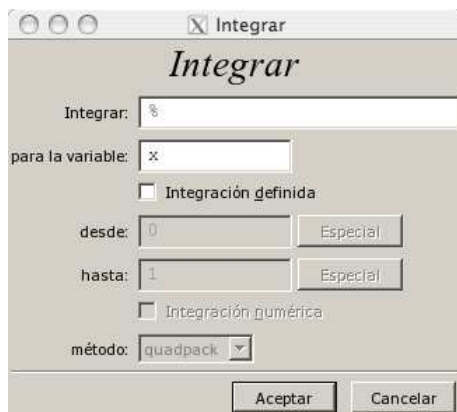 Integrar
Integrar
Integrar: %
para la variable: x
Integración definida
desde: 0 Especial
hasta: 1 Especial
Integración numérica
método: quadpack
Aceptar Cancelar